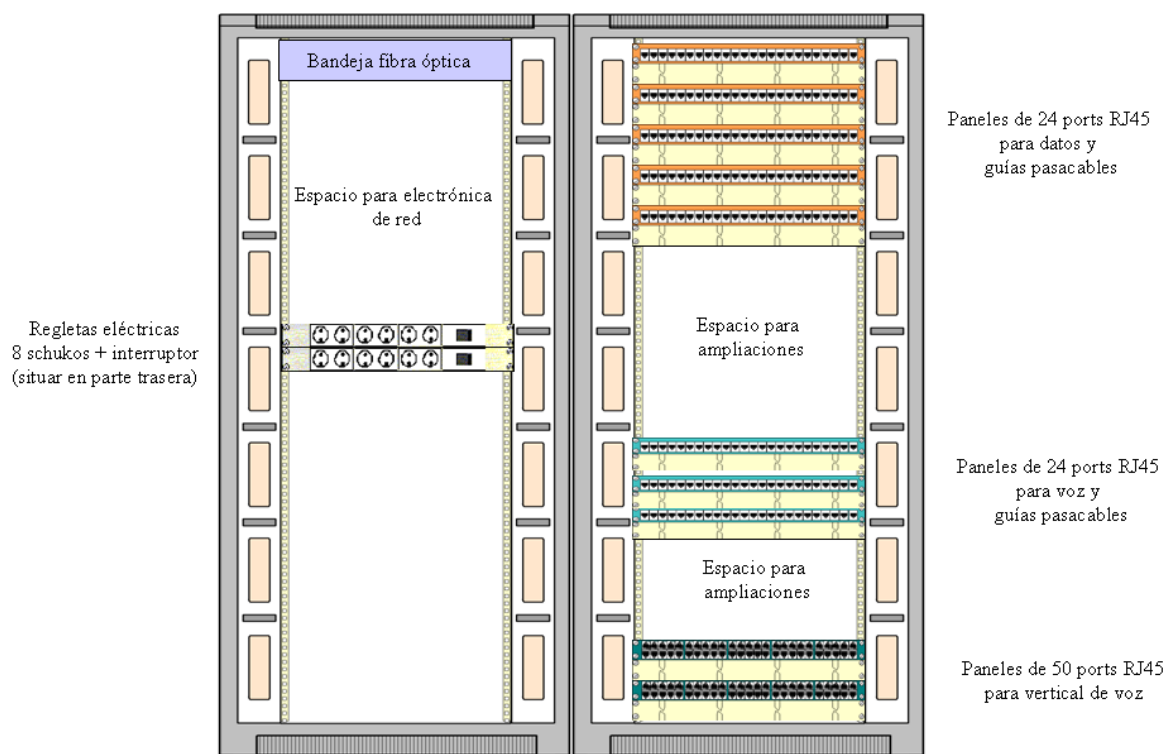 Bandeja fibra óptica
Espacio para electrónica
de red
Regletas eléctricas
8 schukos + interruptor
(situar en parte trasera)
Paneles de 24 ports RJ45
para datos y
guías pasacables
Espacio para
ampliaciones
Paneles de 24 ports RJ45
para voz y
guías pasacables
Espacio para
ampliaciones
Paneles de 50 ports RJ45
para vertical de voz